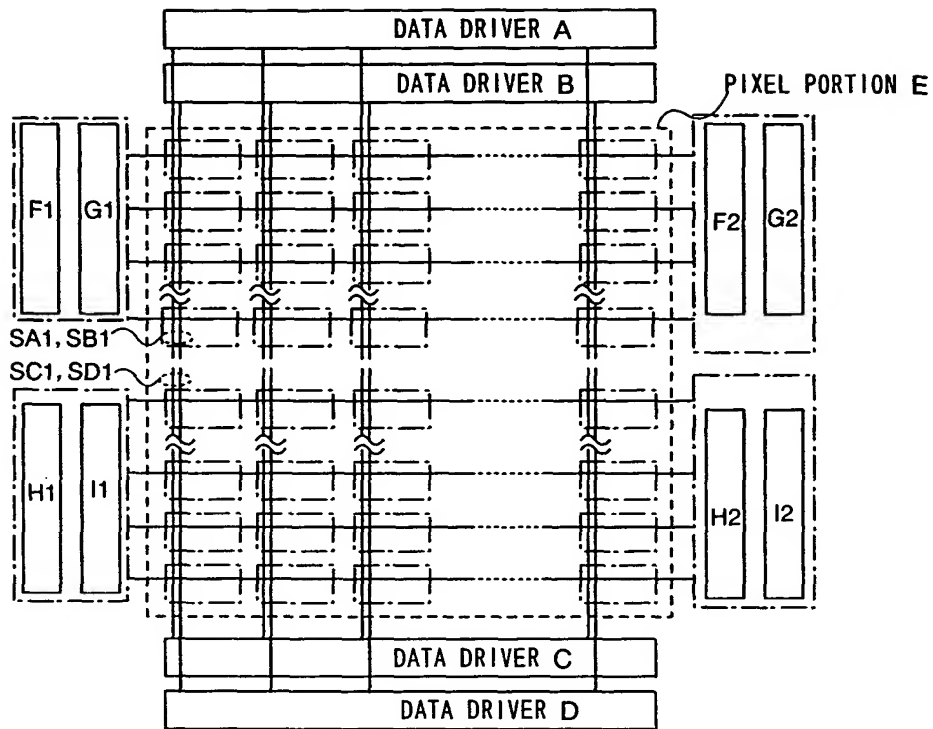 DATA DRIVER A
DATA DRIVER B
PIXEL PORTION E
F1 G1
F2 G2
SA1, SB1
SC1, SD1
H1 I1
H2 I2
DATA DRIVER C
DATA DRIVER D